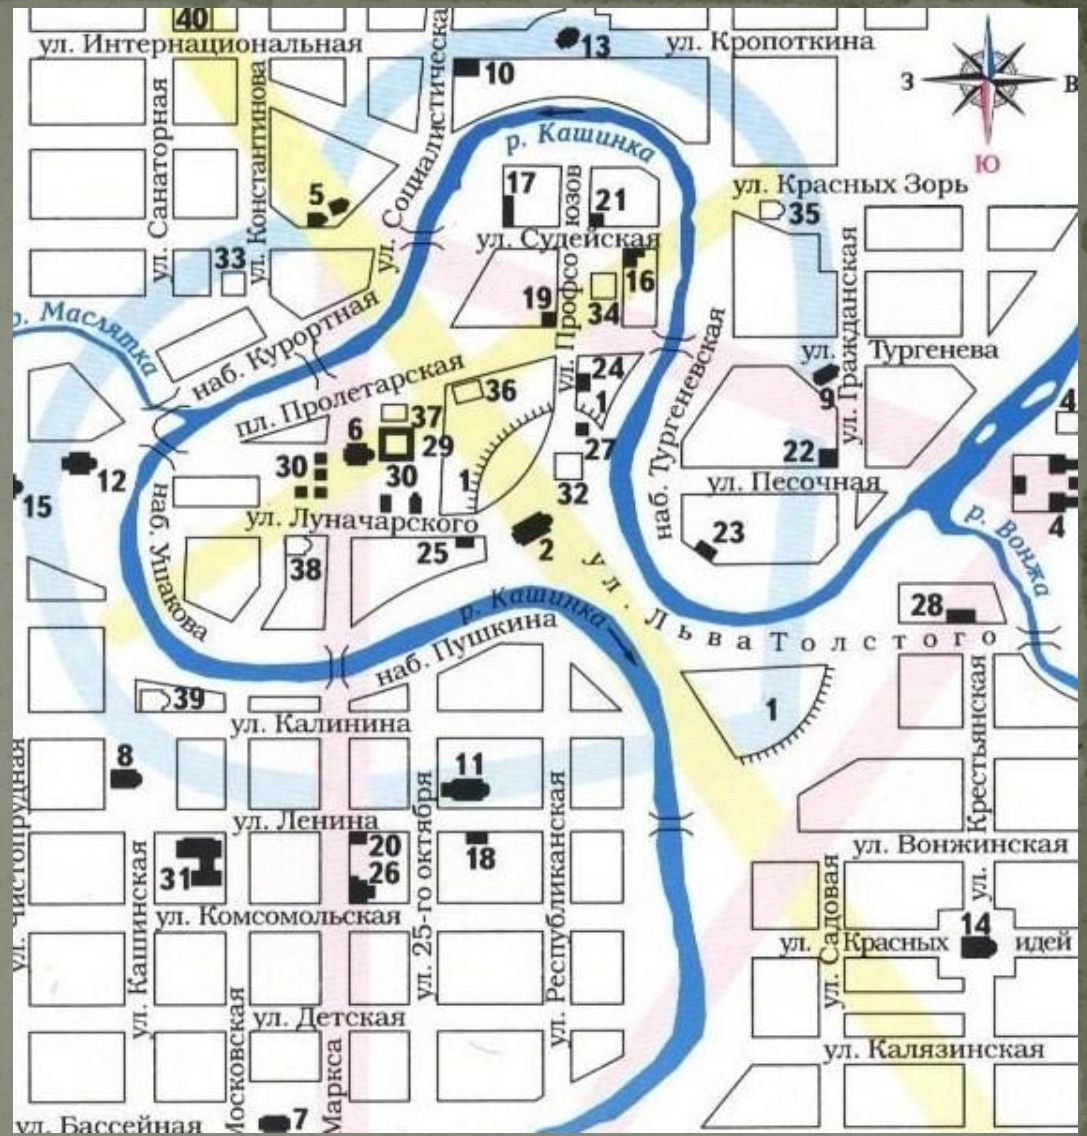 40
ул. Интернациональная
13
ул. Кропоткина
10
З
В
Ю
ул. Санаторная
ул. Константинова
ул. Социалистическа
р. Кашинка
5
17
юзов
21
ул. Красных Зорь
35
ул. Судейская
33
16
19
34
ул. Профсо
р. Маслятка
наб. Курортная
наб. Тургеневская
ул. Гражданская
ул. Тургенева
пл. Пролетарская
36
24
1
9
4
6
37
29
27
22
30
30
1
32
ул. Песочная
12
15
наб. Ушакова
ул. Луначарского
25
2
23
4
р. Вонжа
38
ул. Льва Толстого
28
р. Кашинка
наб. Пушкина
39
ул. Калинина
1
ул. Крестьянская
8
11
ул. Чистопрудная
ул. Ленина
ул. 25-го октября
ул. Республиканская
ул. Вонжинская
20
18
26
31
ул. Кашинская
ул. Комсомольская
ул. Садовая
14
ул. Красных идей
Московская
ул. Детская
Маркса
ул. Калязинская
ул. Бассейная
7